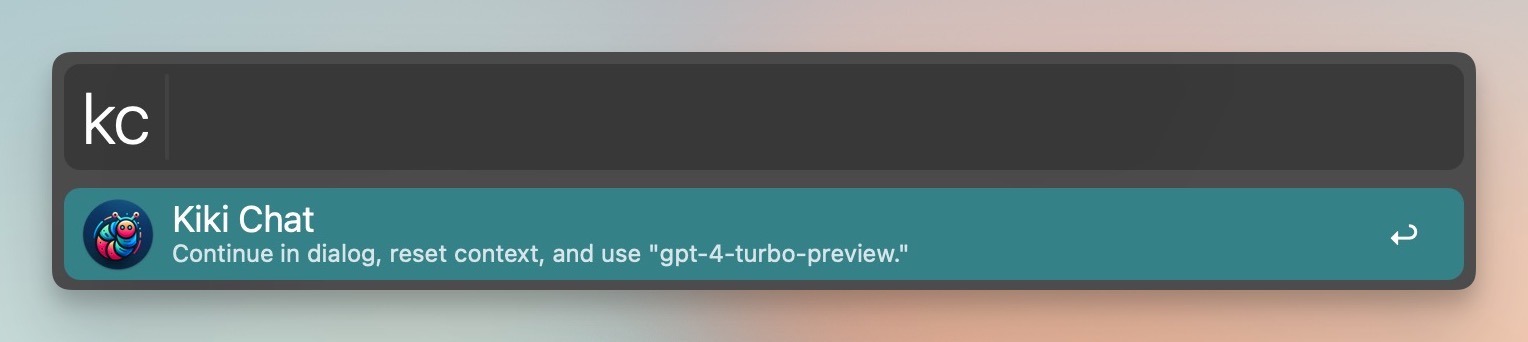 kc
Kiki Chat
Continue in dialog, reset context, and use "gpt-4-turbo-preview."